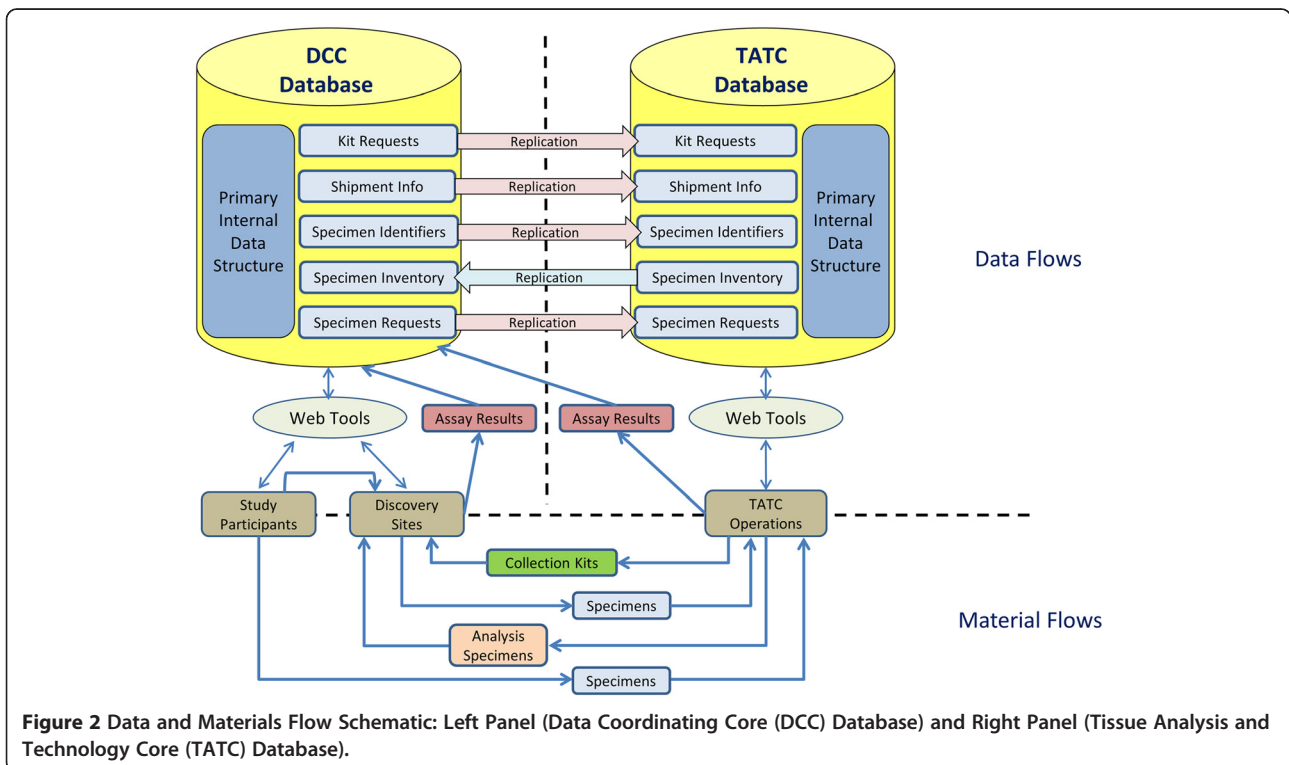 DCC
Database
TATC
Database
Primary
Internal
Data
Structure
Kit Requests
Replication
Kit Requests
Shipment Info
Replication
Shipment Info
Specimen Identifiers
Replication
Specimen Identifiers
Specimen Inventory
Replication
Specimen Inventory
Specimen Requests
Replication
Specimen Requests
Primary
Internal
Data
Structure
Data Flows
Web Tools
Assay Results
Assay Results
Web Tools
Study
Participants
Discovery
Sites
TATC
Operations
Collection Kits
Specimens
Analysis
Specimens
Specimens
Material Flows
Figure 2 Data and Materials Flow Schematic: Left Panel (Data Coordinating Core (DCC) Database) and Right Panel (Tissue Analysis and
Technology Core (TATC) Database).